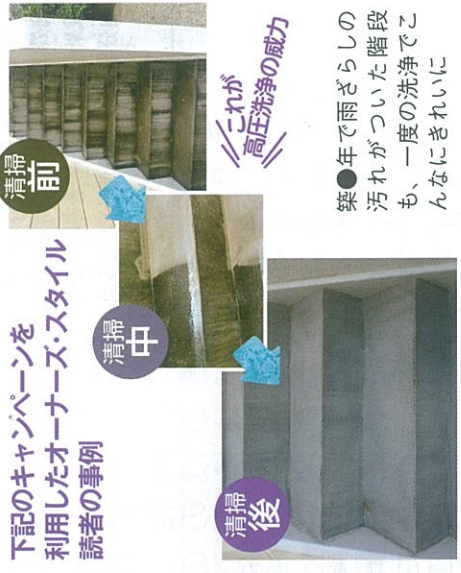 下記のキャンペーンを
利用したオーナーズ・スタイル
読者の事例
清掃
前
清掃
中
清掃
後
これが
高圧洗浄の威力
築●年で雨ざらしの
汚れがついた階段
も、一度の洗浄でこ
んなにきれいに